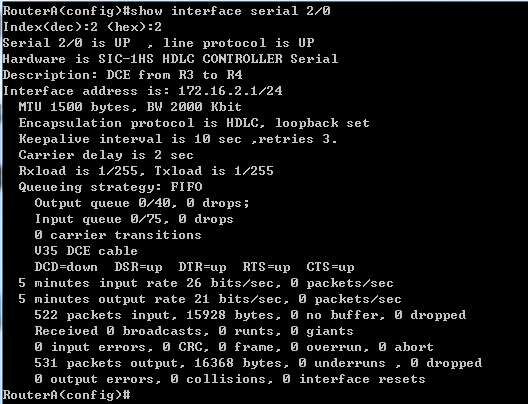 RouterA(config)#show interface serial 2/0
Index(dec):2 (hex):2
Serial 2/0 is UP  , line protocol is UP
Hardware is SIC-1HS HDLC CONTROLLER Serial
Description: DCE from R3 to R4
Interface address is: 172.16.2.1/24
  MTU 1500 bytes, BW 2000 Kbit
  Encapsulation protocol is HDLC, loopback set
  Keepalive interval is 10 sec ,retries 3.
  Carrier delay is 2 sec
  Rxload is 1/255, Txload is 1/255
  Queueing strategy: FIFO
    Output queue 0/40, 0 drops;
    Input queue 0/75, 0 drops
    0 carrier transitions
    V35 DCE cable
    DCD=down  DSR=up  DTR=up  RTS=up  CTS=up
  5 minutes input rate 26 bits/sec, 0 packets/sec
  5 minutes output rate 21 bits/sec, 0 packets/sec
    522 packets input, 15928 bytes, 0 no buffer, 0 dropped
    Received 0 broadcasts, 0 runts, 0 giants
    0 input errors, 0 CRC, 0 frame, 0 overrun, 0 abort
    531 packets output, 16368 bytes, 0 underruns , 0 dropped
    0 output errors, 0 collisions, 0 interface resets
RouterA(config)#